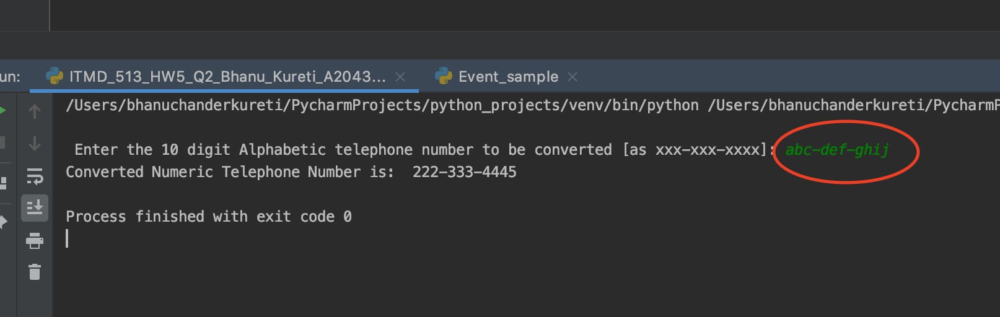 un: ITMD_513_HW5_Q2_Bhanu_Kureti_A2043... Event_sample
/Users/bhanuchanderkureti/PycharmProjects/python_projects/venv/bin/python /Users/bhanuchanderkureti/PycharmP
Enter the 10 digit Alphabetic telephone number to be converted [as xxx-xxx-xxxx]: abc-def-ghij
Converted Numeric Telephone Number is: 222-333-4445
Process finished with exit code 0